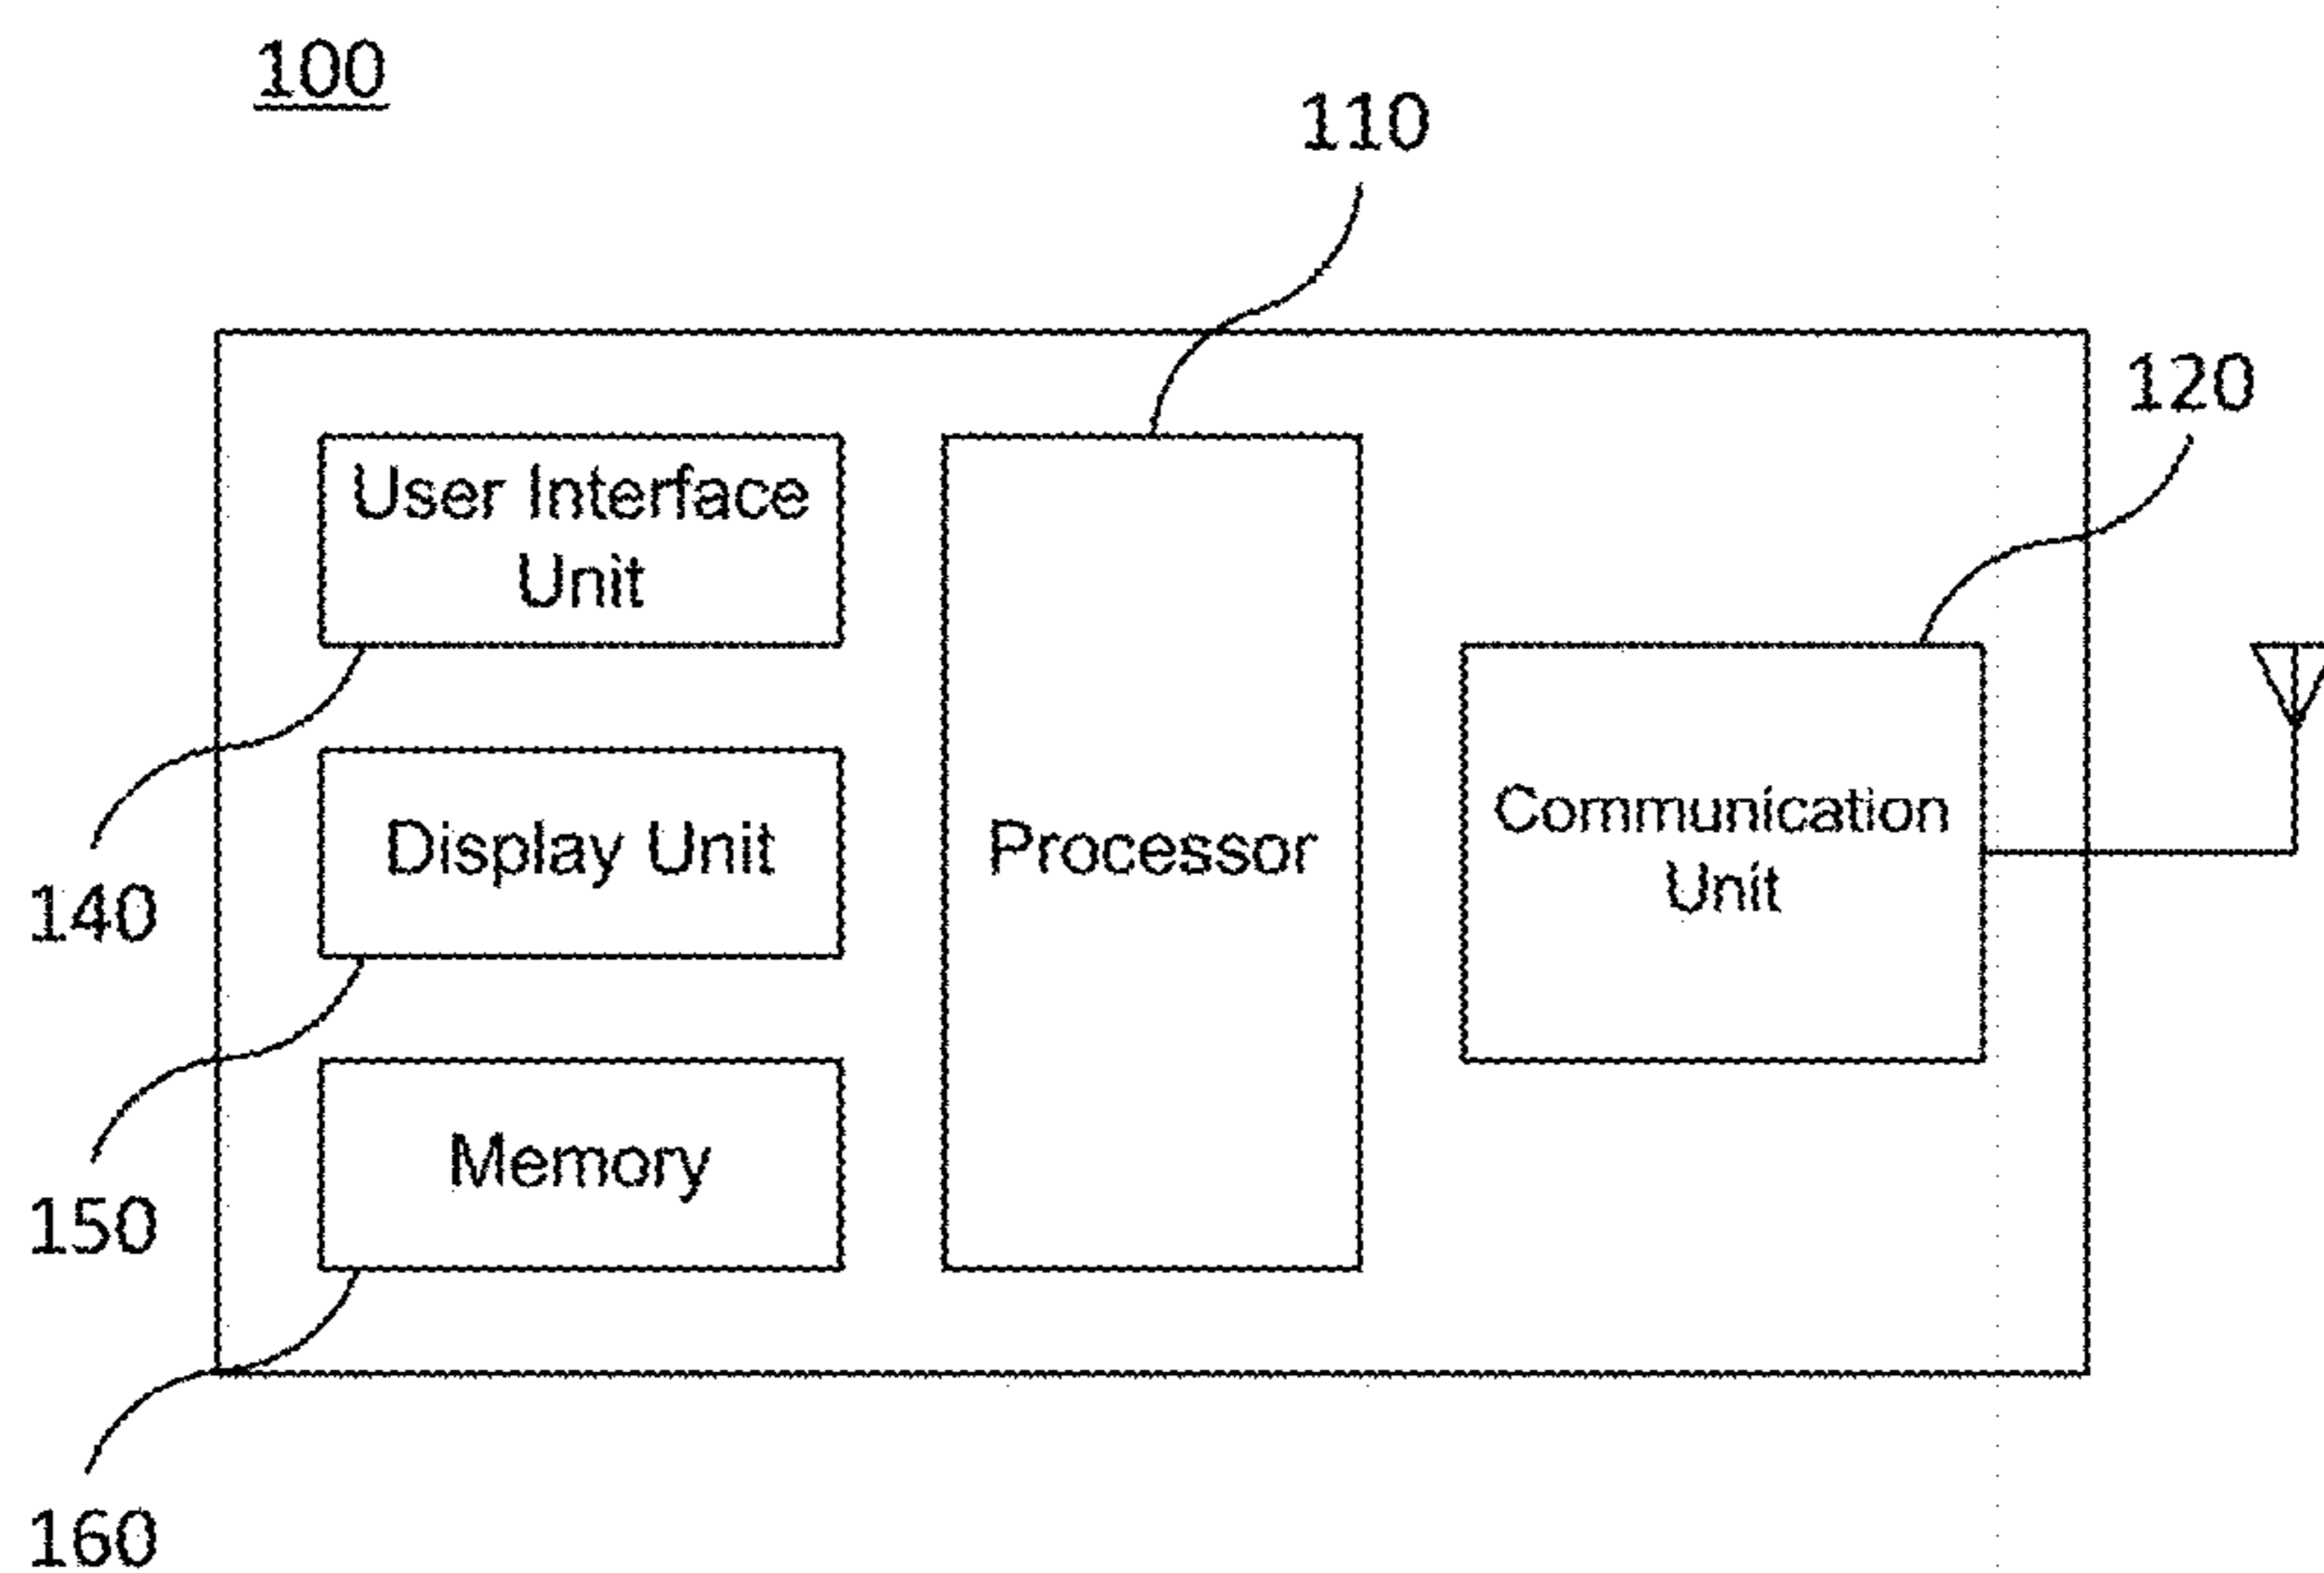 100
110
120
User Interface
Unit
140
Display Unit
Processor
Communication
Unit
150
Memory
160